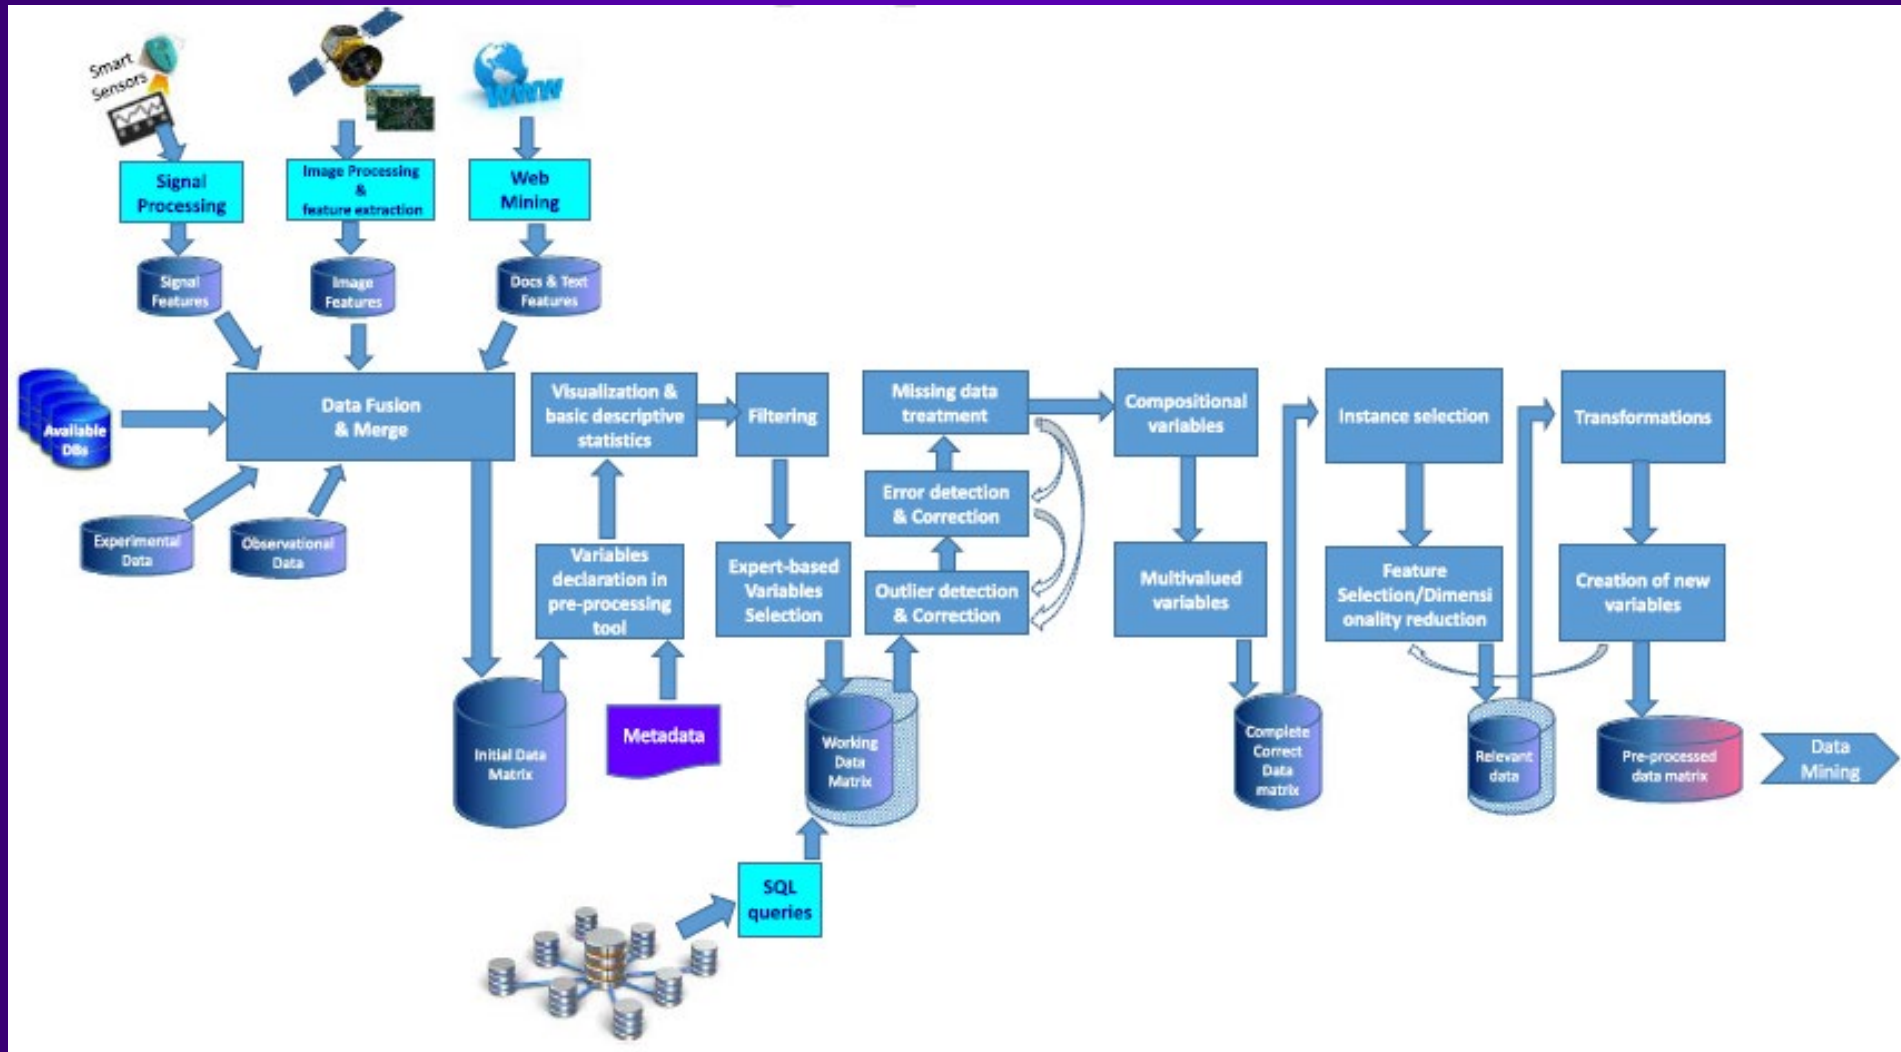 Smart
Sensors
www
Signal
Processing
Image Processing
&
feature extraction
Web
Mining
Signal
Features
Image
Features
Docs & Text
Features
Available
DBs
Data Fusion
& Merge
Experimental
Data
Observational
Data
Initial Data
Matrix
Visualization &
basic descriptive
statistics
Variables
declaration in
pre-processing
tool
Metadata
Filtering
Expert-based
Variables
Selection
Working
Data
Matrix
SQL
queries
Missing data
treatment
Error detection
& Correction
Outlier detection
& Correction
Compositional
variables
Multivalued
variables
Complete
Correct
Data
matrix
Instance selection
Feature
Selection/Dimensi
onality reduction
Relevant
data
Transformations
Creation of new
variables
Pre-processed
data matrix
Data
Mining